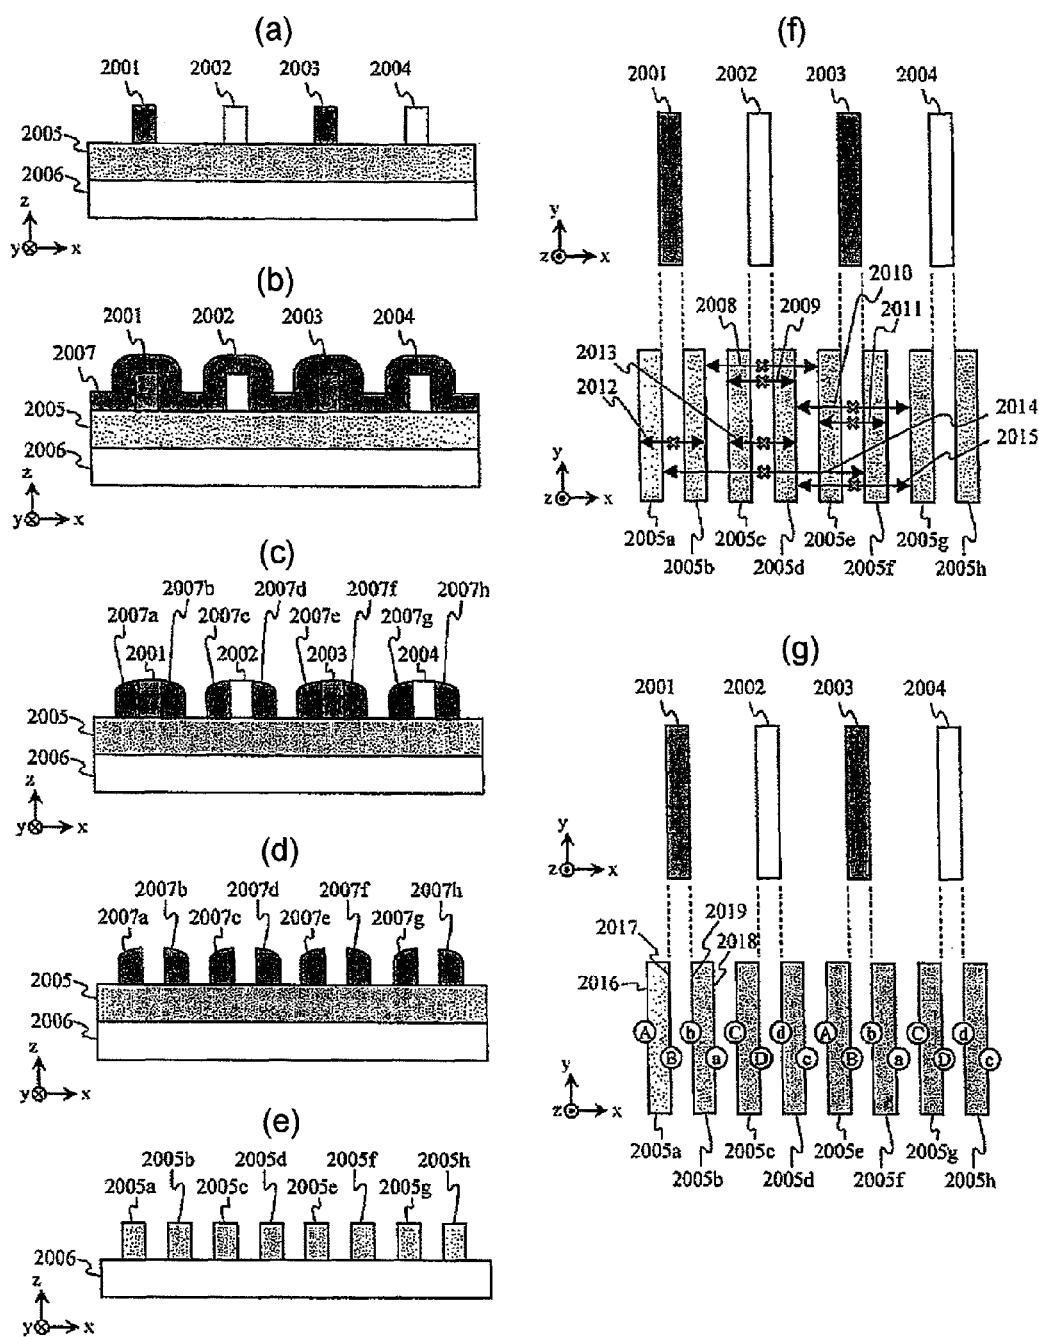 (a)
2001 2002 2003 2004
2005
2006
z
y x
(b)
2001 2002 2003 2004
2007
2005
2006
z
y x
(c)
2007b 2007d 2007f 2007h
2007a 2007c 2007e 2007g
2001 2002 2003 2004
2005
2006
z
y x
(d)
2007b 2007d 2007f 2007h
2007a 2007c 2007e 2007g
2005
2006
z
y x
(e)
2005b 2005d 2005f 2005h
2005a 2005c 2005e 2005g
2006
z
y x
(f)
2001 2002 2003 2004
y
z x
2010
2008 2009 2011
2013
2012 2014
2015
y
z x
2005a 2005c 2005e 2005g
2005b 2005d 2005f 2005h
(g)
2001 2002 2003 2004
y
z x
2019
2017 2018
2016
A b C d A b C d
B a D c B a D c
y
z x
2005a 2005c 2005e 2005g
2005b 2005d 2005f 2005h